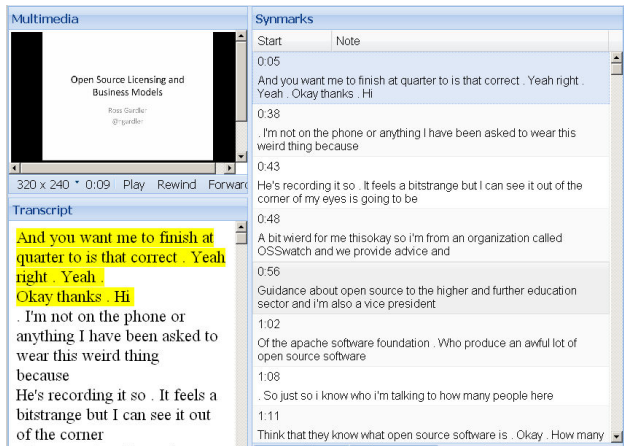 Multimedia
Open Source Licensing and
Business Models
Ross Gardler
@rgardler
320 x 240 * 0:09 Play Rewind Forward
Transcript
And you want me to finish at
quarter to is that correct . Yeah
right . Yeah .
Okay thanks . Hi
. I'm not on the phone or
anything I have been asked to
wear this weird thing
because
He's recording it so . It feels a
bitstrange but I can see it out
of the corner
Synmarks
Start Note
0:05
And you want me to finish at quarter to is that correct . Yeah right .
Yeah . Okay thanks . Hi
0:38
. I'm not on the phone or anything I have been asked to wear this
weird thing because
0:43
He's recording it so . It feels a bitstrange but I can see it out of the
corner of my eyes is going to be
0:48
A bit wierd for me thisokay so i'm from an organization called
OSSwatch and we provide advice and
0:56
Guidance about open source to the higher and further education
sector and i'm also a vice president
1:02
Of the apache software foundation . Who produce an awful lot of
open source software
1:08
. So just so i know who i'm talking to how many people here
1:11
Think that they know what open source software is . Okay . How many